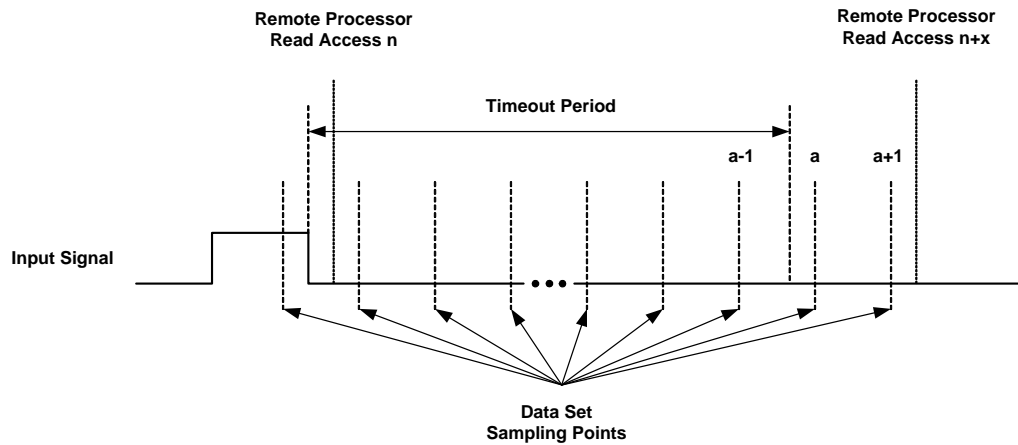 Remote Processor
Read Access n
Remote Processor
Read Access n+x
Timeout Period
a-1
a
a+1
Input Signal
Data Set
Sampling Points